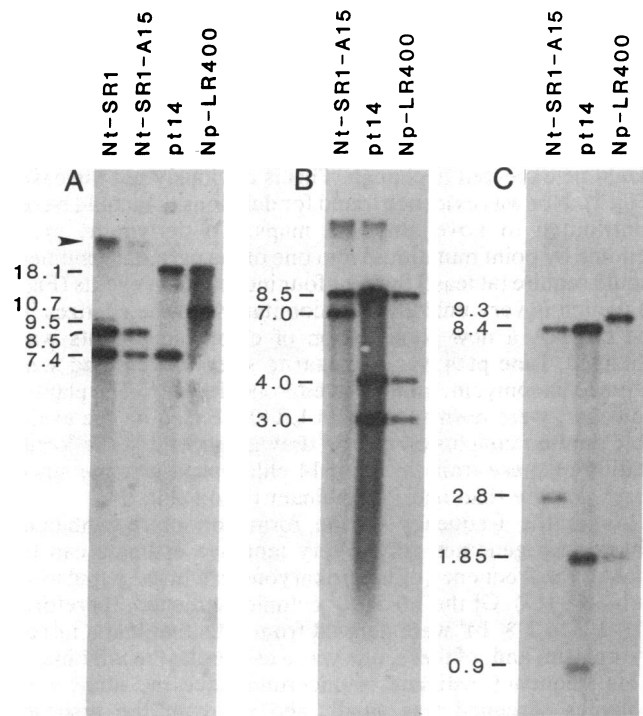 Nt-SR1
Nt-SR1-A15
pt14
Np-LR400
Nt-SR1-A15
pt14
Np-LR400
Nt-SR1-A15
pt14
Np-LR400
A
B
C
18.1
10.7
9.5
8.5
7.4
8.5
7.0
4.0
3.0
9.3
8.4
2.8
1.85
0.9